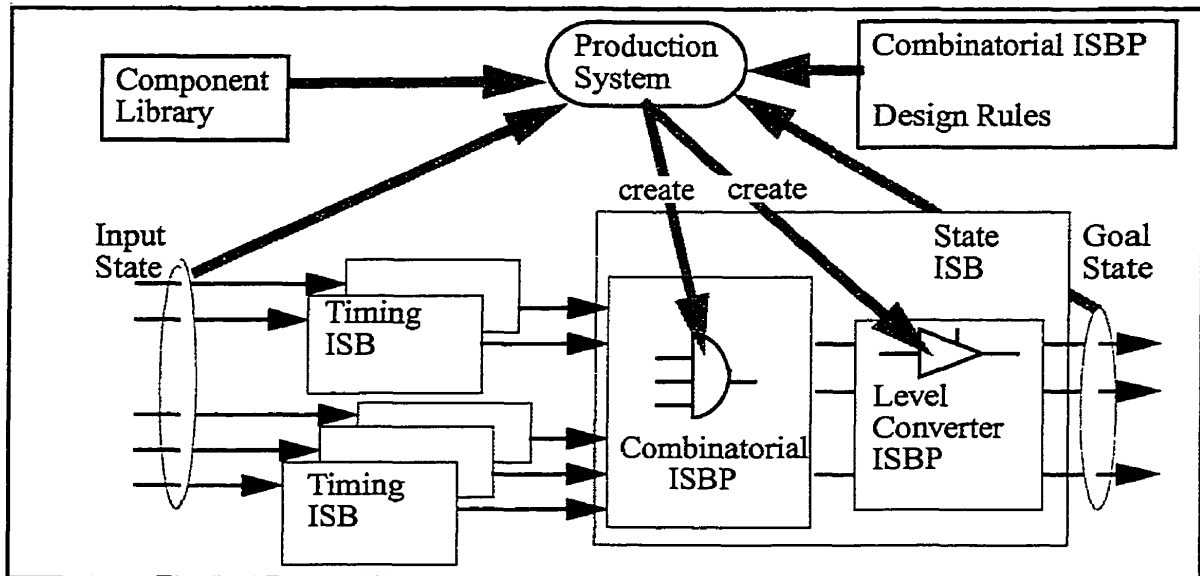 Production
System
Combinatorial ISBP
Design Rules
Component
Library
create
create
Input
State
State
ISB
Goal
State
Timing
ISB
Level
Converter
ISBP
Combinatorial
ISBP
Timing
ISB